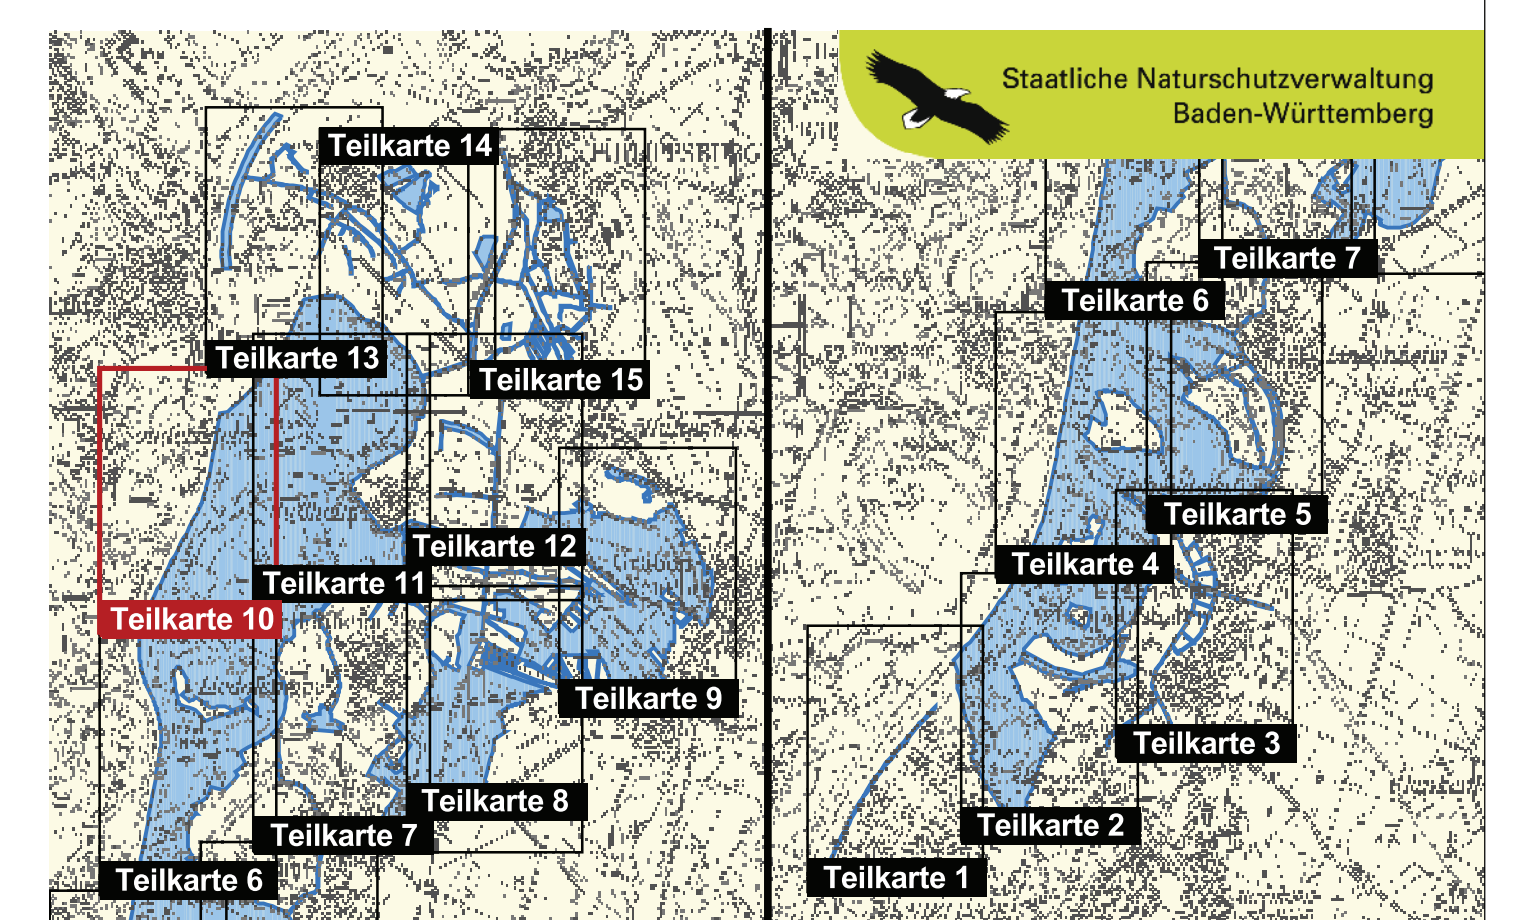 Teilkarte 14
Teilkarte 13
Teilkarte 15
Teilkarte 12
Teilkarte 11
Teilkarte 10
Teilkarte 9
Teilkarte 8
Teilkarte 7
Teilkarte 6
Staatliche Naturschutzverwaltung
Baden-Württemberg
Teilkarte 7
Teilkarte 6
Teilkarte 5
Teilkarte 4
Teilkarte 3
Teilkarte 2
Teilkarte 1